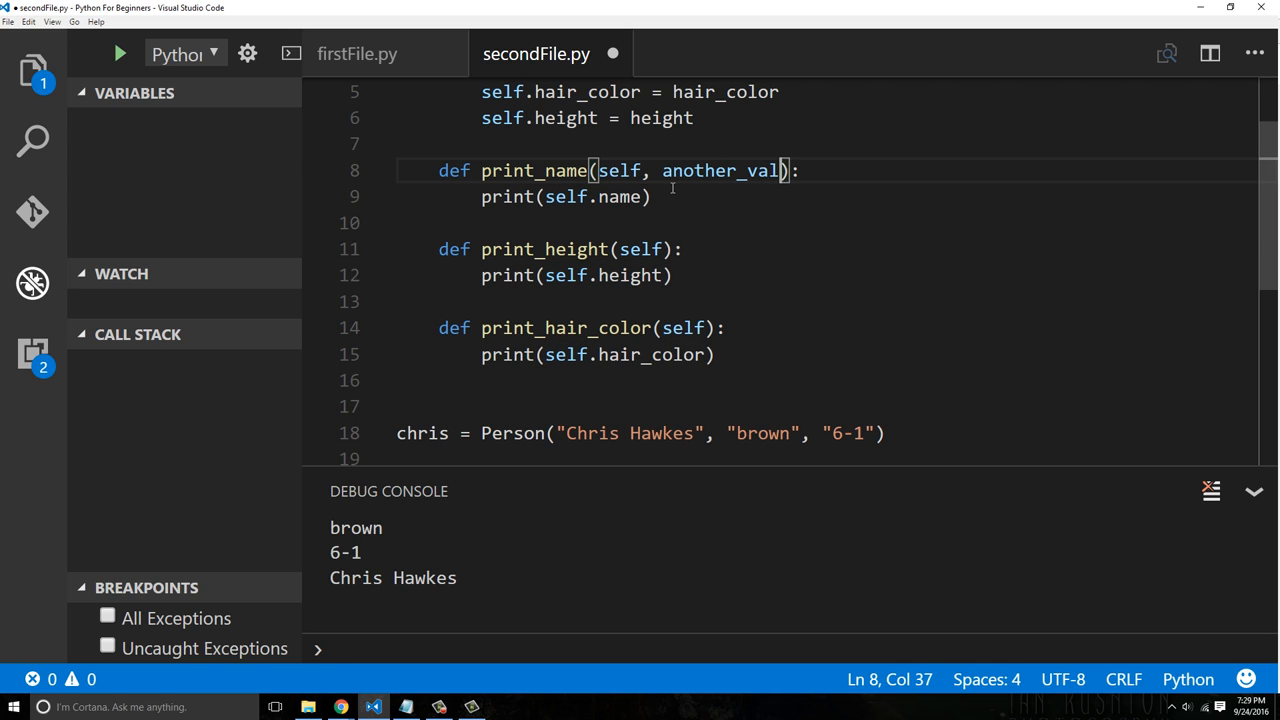 ● secondFile.py - Python For Beginners - Visual Studio Code
File Edit View Go Help
1
Python
firstFile.py
secondFile.py
VARIABLES
WATCH
CALL STACK
2
BREAKPOINTS
All Exceptions
Uncaught Exceptions
5 self.hair_color = hair_color
6 self.height = height
7
8 def print_name(self, another_val):
9 print(self.name)
10
11 def print_height(self):
12 print(self.height)
13
14 def print_hair_color(self):
15 print(self.hair_color)
16
17
18 chris = Person("Chris Hawkes", "brown", "6-1")
19
DEBUG CONSOLE
brown
6-1
Chris Hawkes
0 0
Ln 8, Col 37 Spaces: 4 UTF-8 CRLF Python
I'm Cortana. Ask me anything.
7:29 PM
9/24/2016